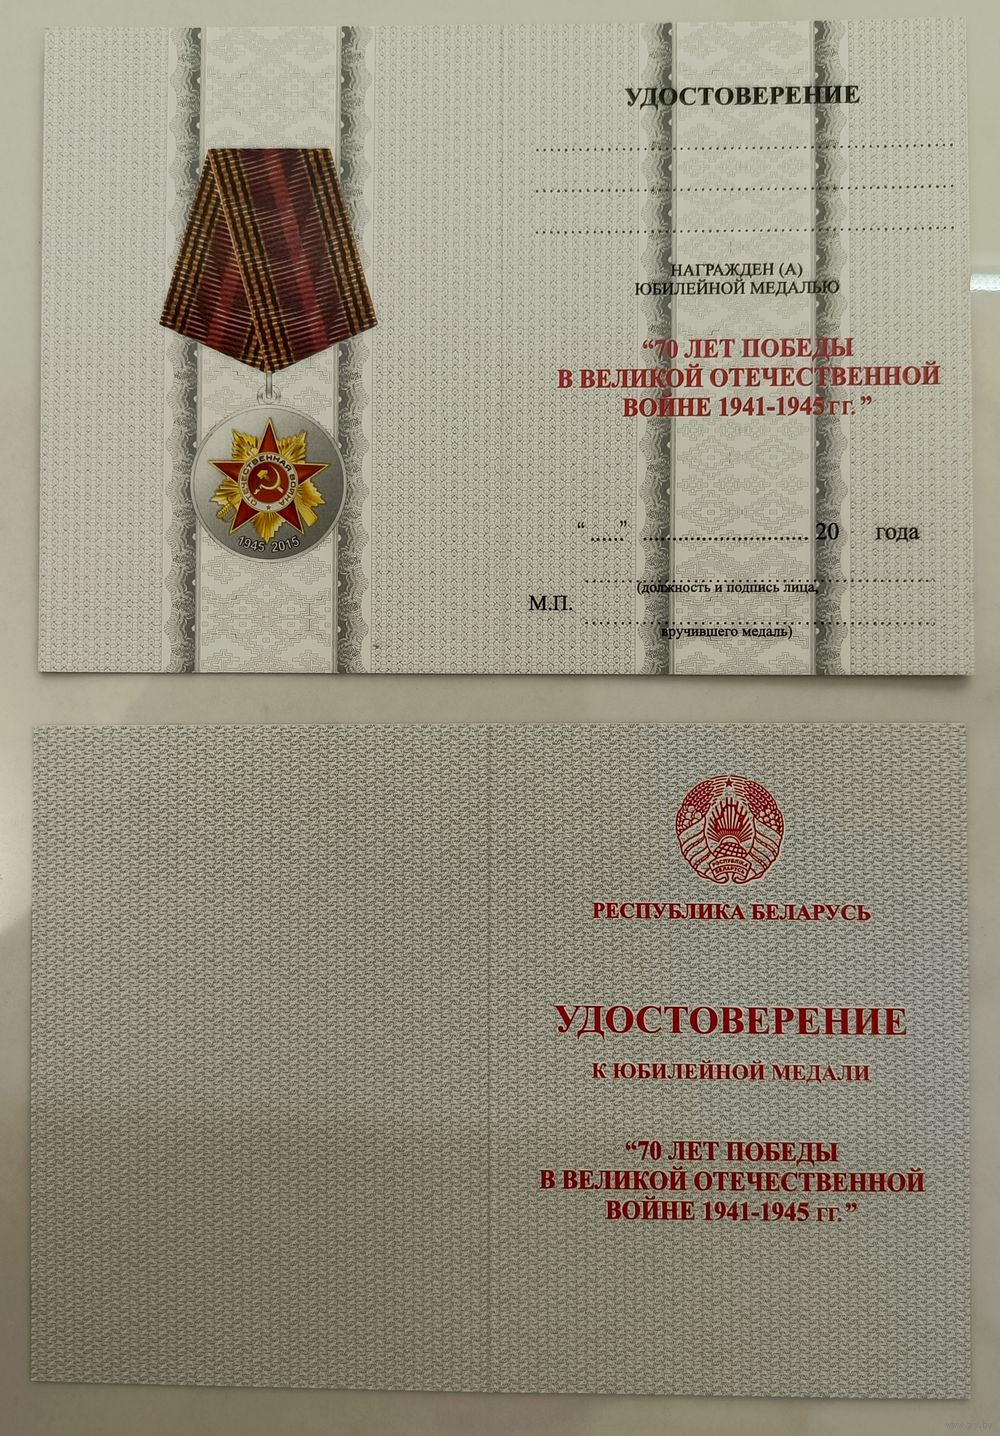 УДОСТОВЕРЕНИЕ
НАГРАЖДЕН (А)
ЮБИЛЕЙНОЙ МЕДАЛЬЮ
“70 ЛЕТ ПОБЕДЫ
В ВЕЛИКОЙ ОТЕЧЕСТВЕННОЙ
ВОЙНЕ 1941-1945 гг.”
ОТЕЧЕСТВЕННАЯ ВОЙНА
1945 2015
“......” ............................ 20 года
(должность и подпись лица,
М.П.
вручившего медаль)
РЕСПУБЛІКА
БЕЛАРУСЬ
РЕСПУБЛИКА БЕЛАРУСЬ
УДОСТОВЕРЕНИЕ
К ЮБИЛЕЙНОЙ МЕДАЛИ
“70 ЛЕТ ПОБЕДЫ
В ВЕЛИКОЙ ОТЕЧЕСТВЕННОЙ
ВОЙНЕ 1941-1945 гг.”